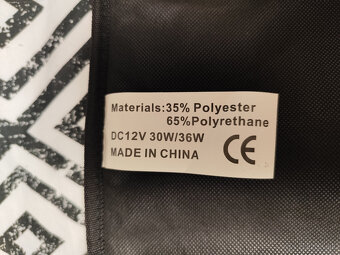 Materials:35% Polyester
65%Polyrethane
DC12V 30W/36W
MADE IN CHINA CE